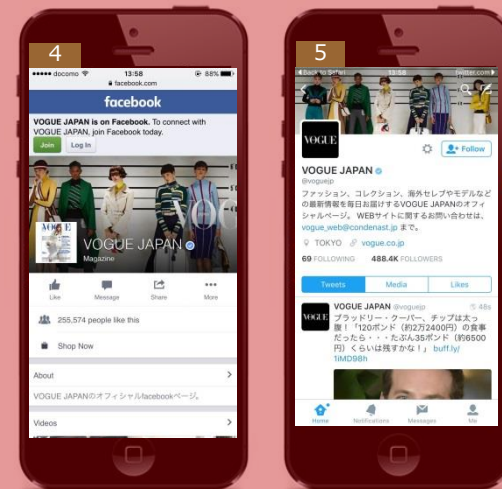 4
docomo 13:58 88%
facebook.com
facebook
VOGUE JAPAN is on Facebook. To connect with
VOGUE JAPAN, join Facebook today.
Join Log In
VOGUE
VOGUE JAPAN
Magazine
Like Message Share More
255,574 people like this
Shop Now
About
VOGUE JAPANのオフィシャルfacebookページ。
Videos
5
Back to Safari 13:58 twitter.com
VOGUE
Follow
VOGUE JAPAN
@voguejp
ファッション、コレクション、海外セレブやモデルなど
の最新情報を毎日お届けするVOGUE JAPANのオフィ
シャルページ。 WEBサイトに関するお問い合わせは、
vogue_web@condenast.jp まで。
TOKYO vogue.co.jp
69 FOLLOWING 488.4K FOLLOWERS
Tweets Media Likes
VOGUE
VOGUE JAPAN @voguejp 48s
ブラッドリー・クーパー、チップは太っ
腹！「120ポンド（約2万2400円）の食事
だったら・・・たぶん35ポンド（約6500
円）くらいは残すかな！」 buff.ly/
1iMD98h
Home Notifications Messages Me